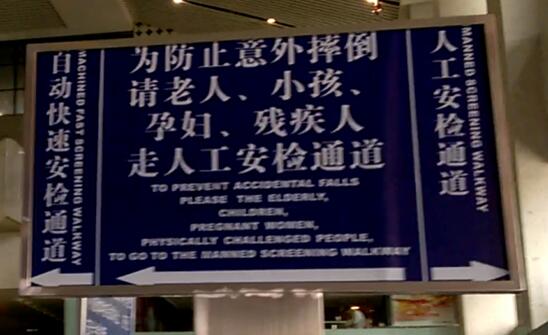 自动快速安检通道
MACHINED FAST SCREENING WALKWAY
为防止意外摔倒
请老人、小孩、
孕妇、残疾人
走人工安检通道
TO PREVENT ACCIDENTAL FALLS
PLEASE THE ELDERLY,
CHILDREN,
PREGNANT WOMEN,
PHYSICALLY CHALLENGED PEOPLE,
TO GO TO THE MANNED SCREENING WALKWAY
人工安检通道
MANNED SCREENING WALKWAY